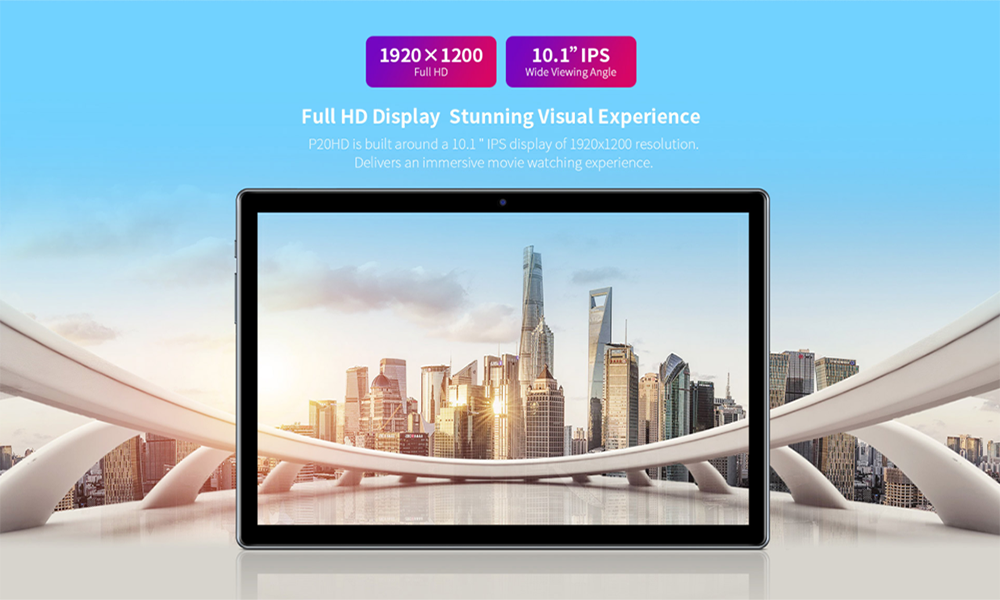 1920×1200
Full HD
10.1” IPS
Wide Viewing Angle
Full HD Display Stunning Visual Experience
P20HD is built around a 10.1 " IPS display of 1920x1200 resolution.
Delivers an immersive movie watching experience.